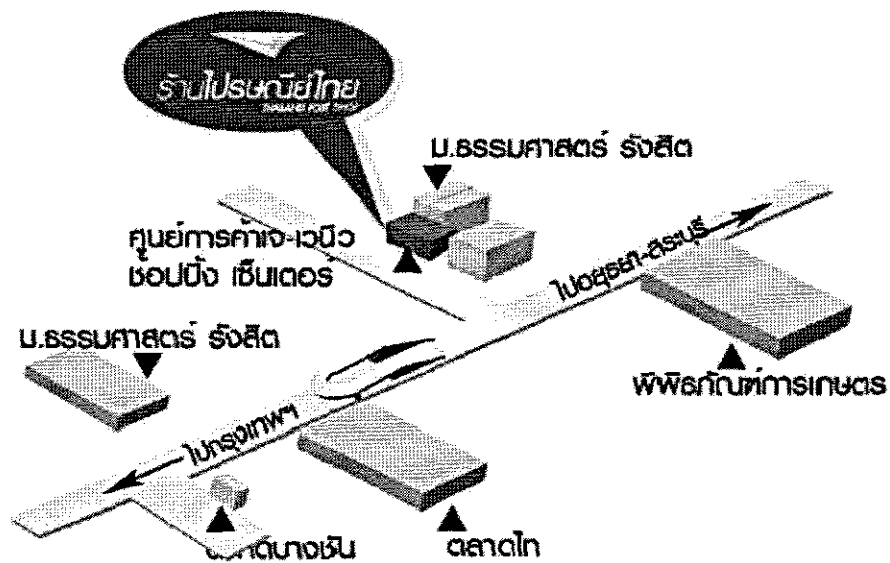 ร้านไปรษณีย์ไทย
THAILAND POST SHOP
ม.ธรรมศาสตร์ รังสิต
ศูนย์การค้าเจ-เวนิว
ชอปปิ้ง เซ็นเตอร์
ไปอยุธยา-สระบุรี
ม.ธรรมศาสตร์ รังสิต
พิพิธภัณฑ์การเกษตร
ไปกรุงเทพฯ
ตลาดไท